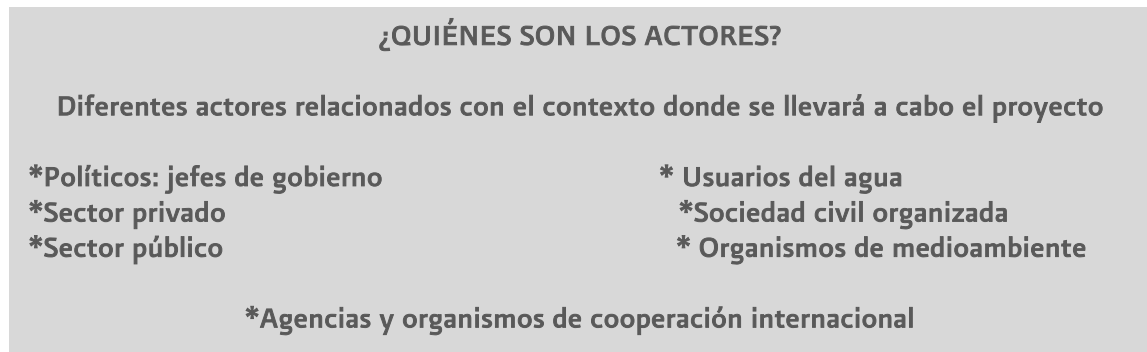 ¿QUIÉNES SON LOS ACTORES?
Diferentes actores relacionados con el contexto donde se llevará a cabo el proyecto
*Políticos: jefes de gobierno * Usuarios del agua
*Sector privado *Sociedad civil organizada
*Sector público * Organismos de medioambiente
*Agencias y organismos de cooperación internacional